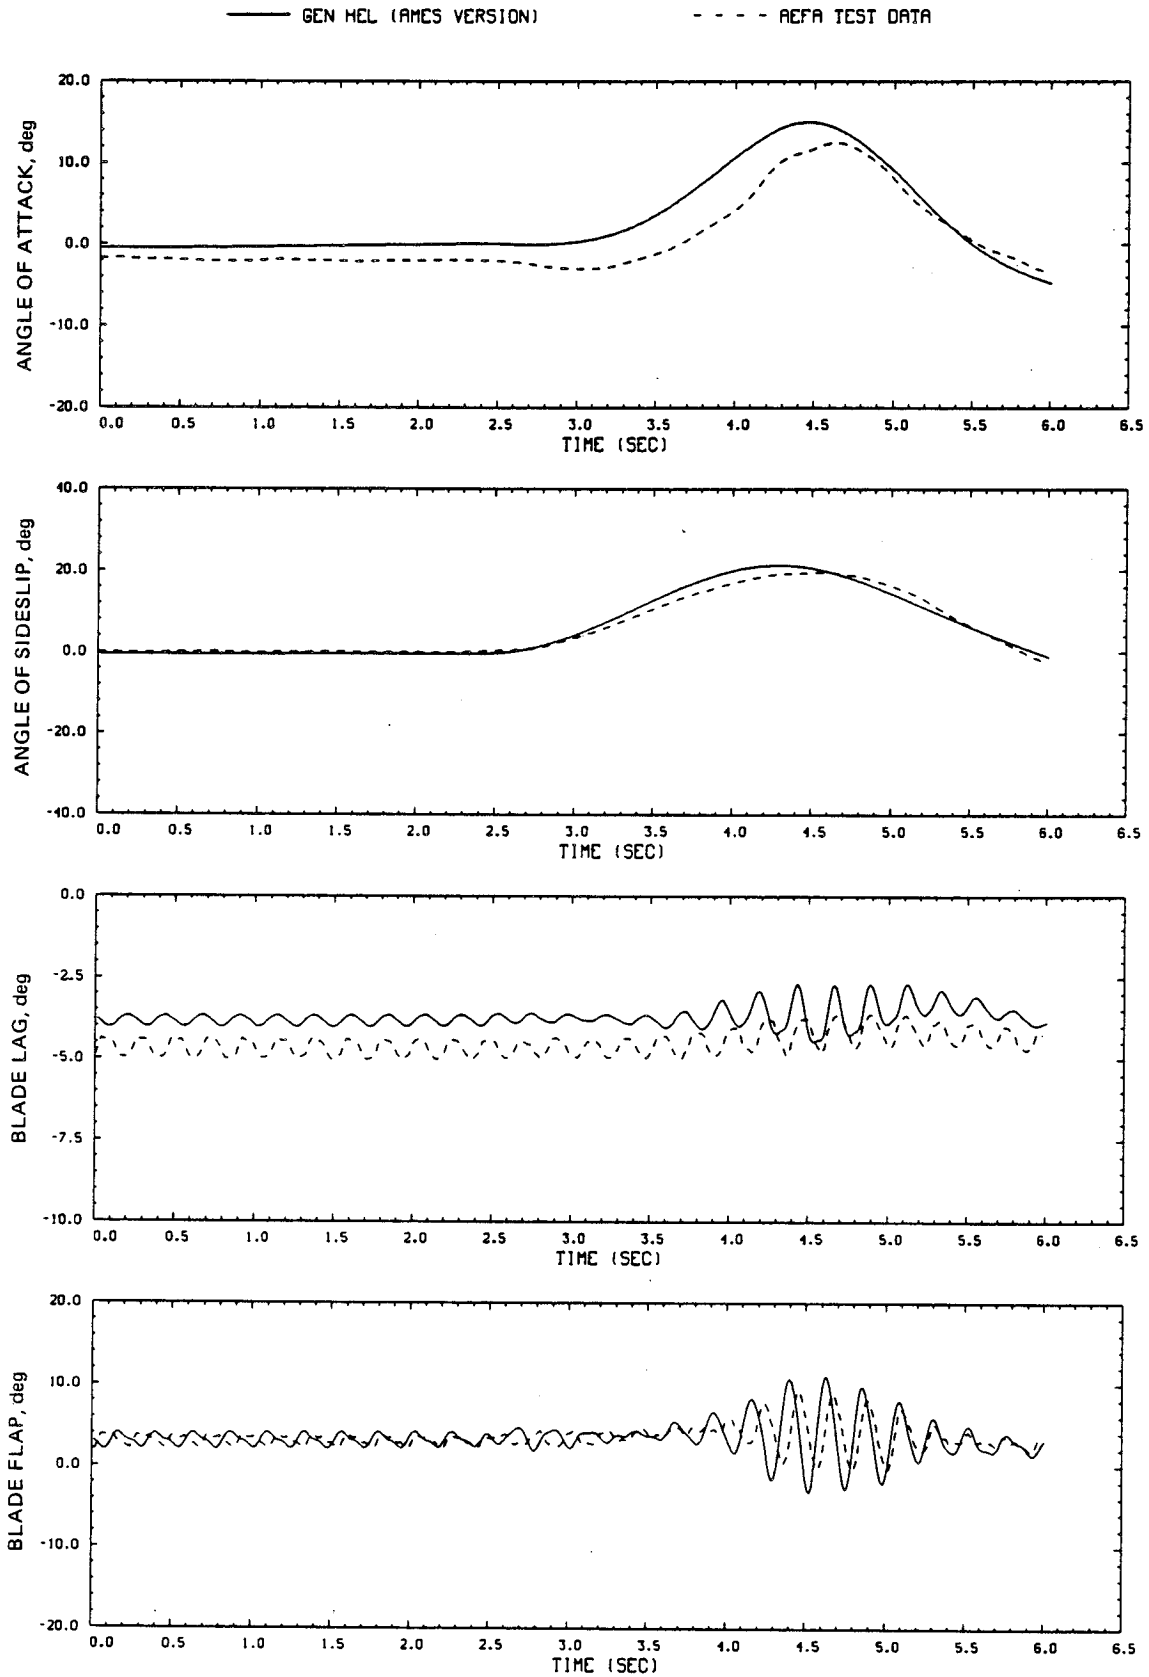 GEN HEL (AMES VERSION) AEFA TEST DATA
20.0
10.0
0.0
-10.0
-20.0
ANGLE OF ATTACK, deg
0.0 0.5 1.0 1.5 2.0 2.5 3.0 3.5 4.0 4.5 5.0 5.5 6.0 6.5
TIME (SEC)
40.0
20.0
0.0
-20.0
-40.0
ANGLE OF SIDESLIP, deg
0.0 0.5 1.0 1.5 2.0 2.5 3.0 3.5 4.0 4.5 5.0 5.5 6.0 6.5
TIME (SEC)
0.0
-2.5
-5.0
-7.5
-10.0
BLADE LAG, deg
0.0 0.5 1.0 1.5 2.0 2.5 3.0 3.5 4.0 4.5 5.0 5.5 6.0 6.5
TIME (SEC)
20.0
10.0
0.0
-10.0
-20.0
BLADE FLAP, deg
0.0 0.5 1.0 1.5 2.0 2.5 3.0 3.5 4.0 4.5 5.0 5.5 6.0 6.5
TIME (SEC)